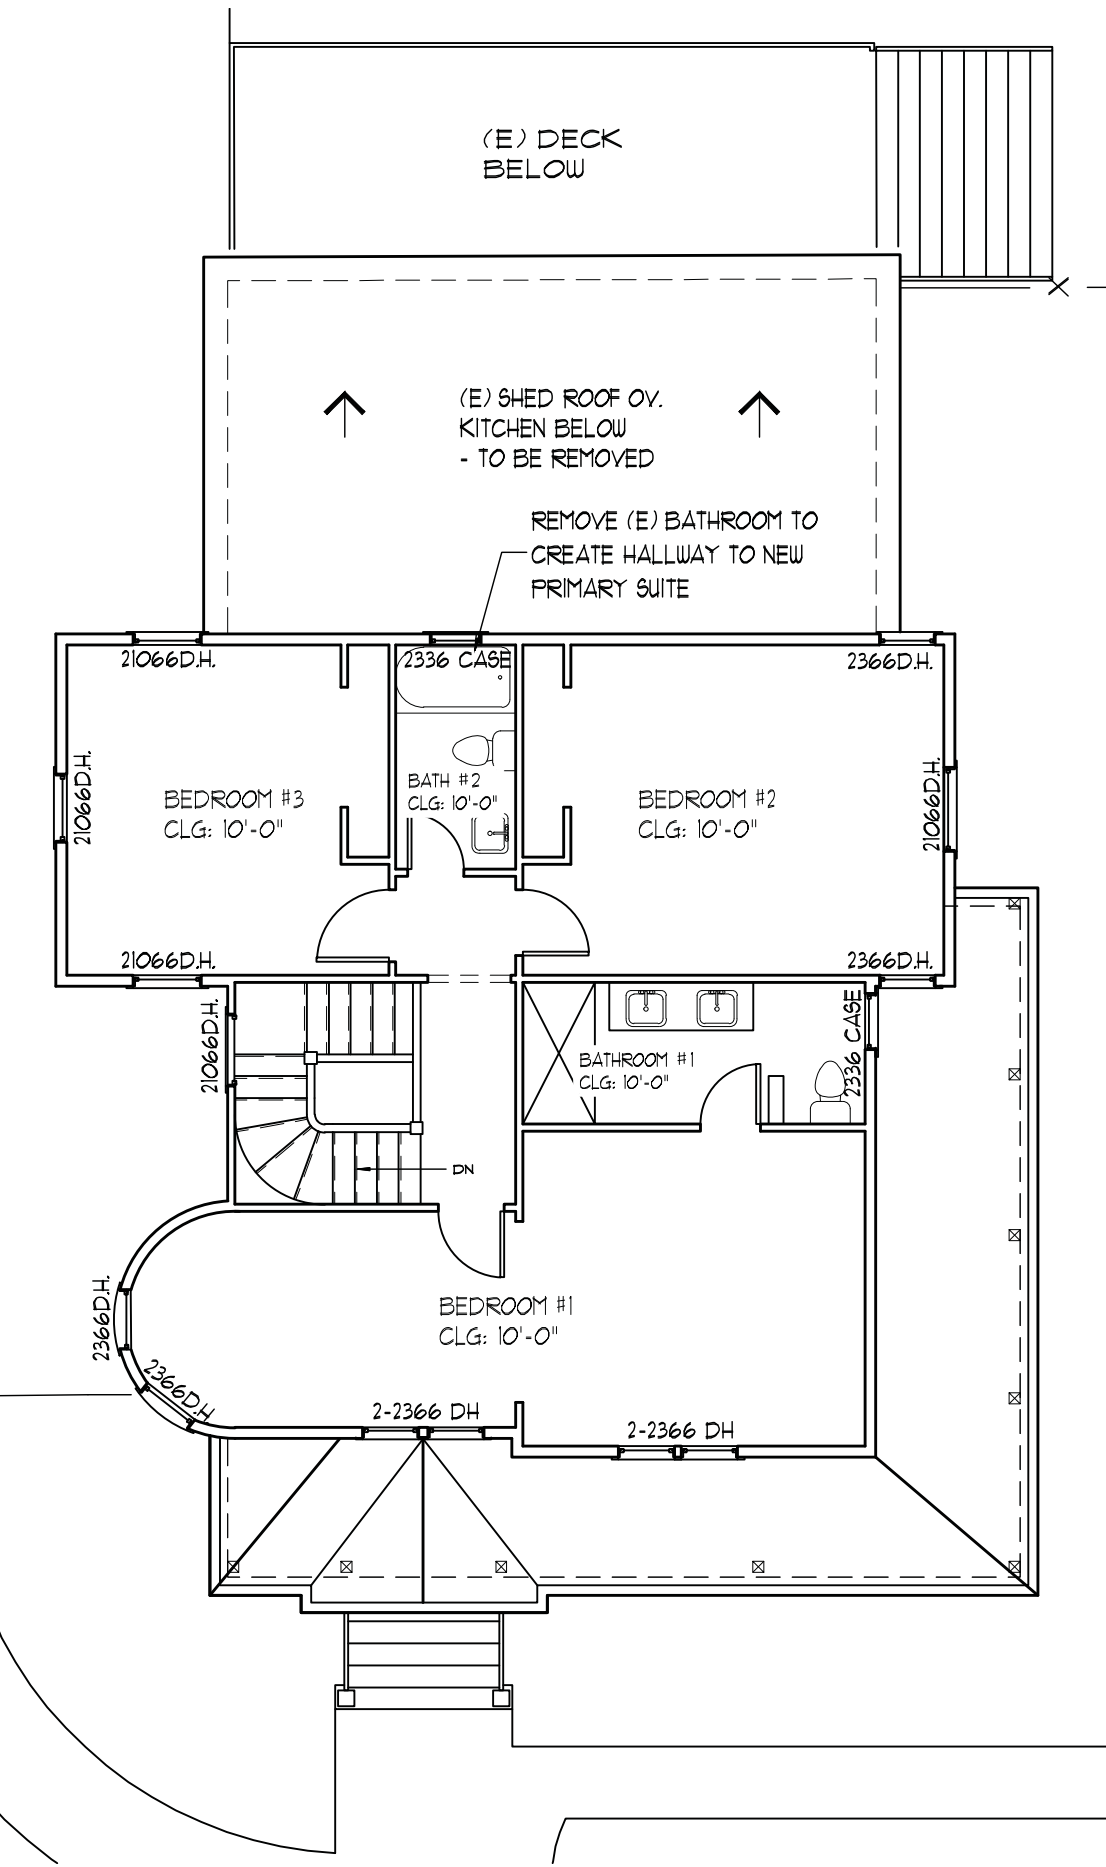 (E) DECK
BELOW
(E) SHED ROOF OV.
KITCHEN BELOW
- TO BE REMOVED
REMOVE (E) BATHROOM TO
CREATE HALLWAY TO NEW
PRIMARY SUITE
21066D.H.
2336 CASE
2366D.H.
21066D.H.
BEDROOM #3
CLG: 10'-0"
BATH #2
CLG: 10'-0"
BEDROOM #2
CLG: 10'-0"
21066D.H.
21066D.H.
2366D.H.
21066D.H.
2336 CASE
BATHROOM #1
CLG: 10'-0"
DN
2366D.H.
BEDROOM #1
CLG: 10'-0"
2366D.H
2-2366 DH
2-2366 DH